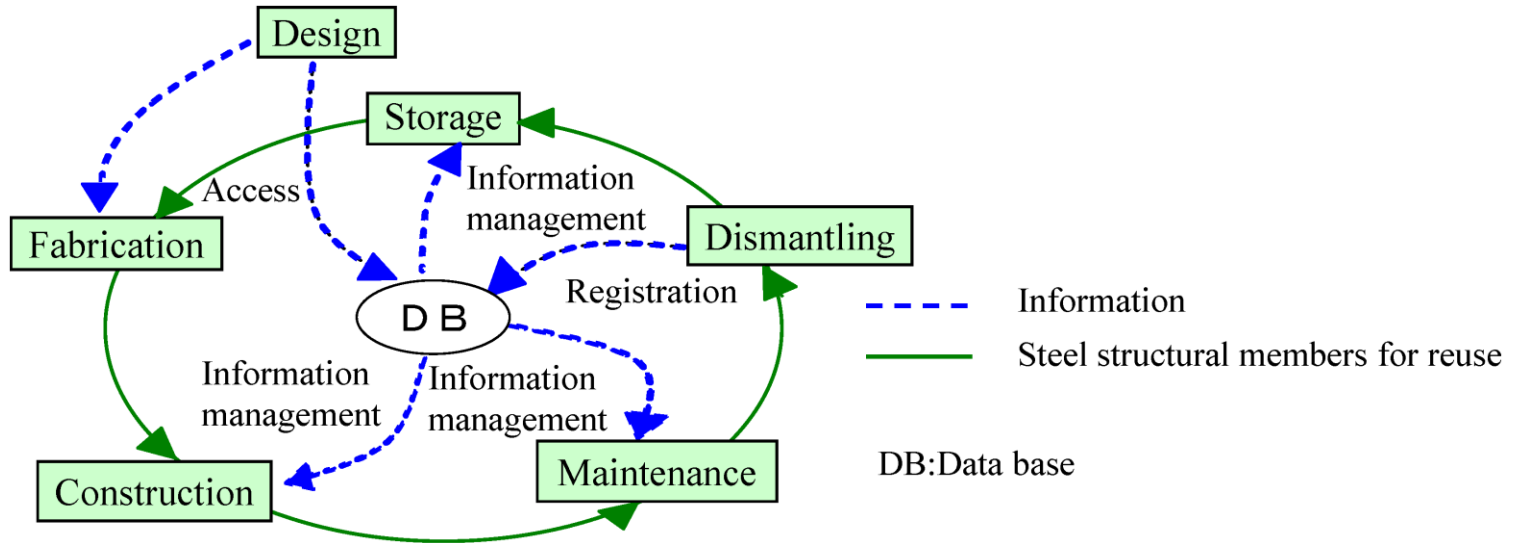 Design
Storage
Access
Information
management
Fabrication
Dismantling
Registration
DB
Information
Steel structural members for reuse
Information
management
Information
management
Construction
Maintenance
DB:Data base